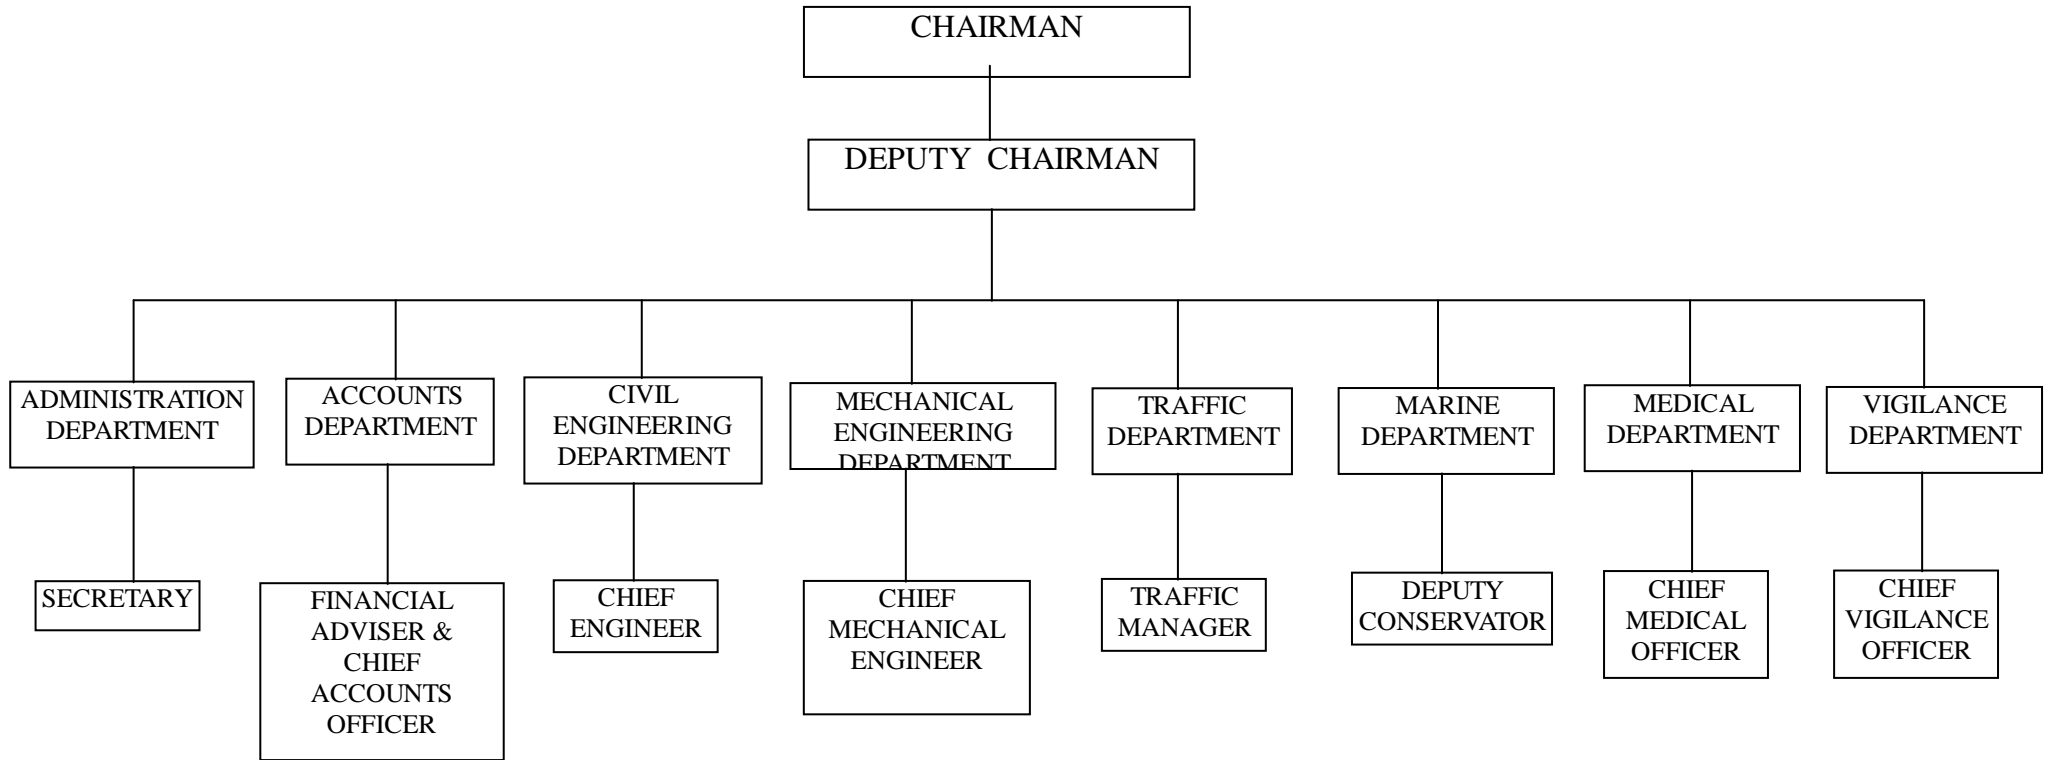 CHAIRMAN
DEPUTY CHAIRMAN
ADMINISTRATION
DEPARTMENT
ACCOUNTS
DEPARTMENT
CIVIL
ENGINEERING
DEPARTMENT
MECHANICAL
ENGINEERING
DEPARTMENT
TRAFFIC
DEPARTMENT
MARINE
DEPARTMENT
MEDICAL
DEPARTMENT
VIGILANCE
DEPARTMENT
SECRETARY
FINANCIAL
ADVISER &
CHIEF
ACCOUNTS
OFFICER
CHIEF
ENGINEER
CHIEF
MECHANICAL
ENGINEER
TRAFFIC
MANAGER
DEPUTY
CONSERVATOR
CHIEF
MEDICAL
OFFICER
CHIEF
VIGILANCE
OFFICER